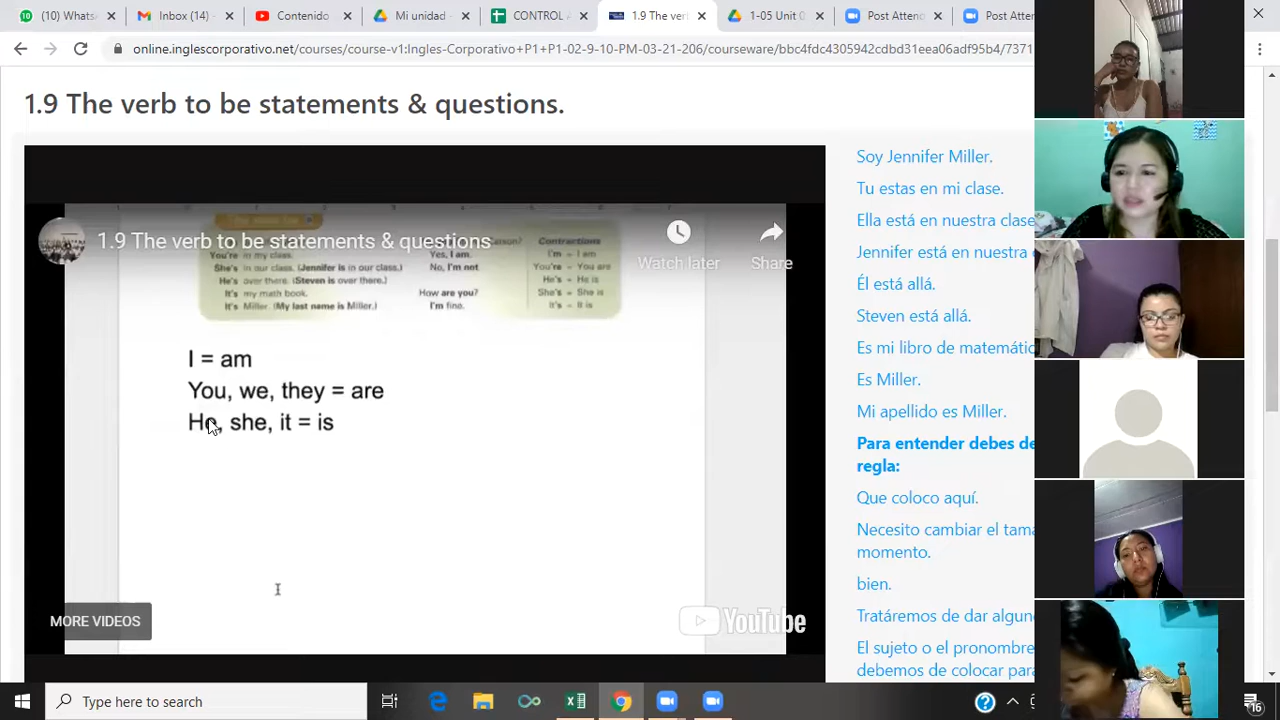 (10) Whats
Inbox (14) -
Contenido
Mi unidad -
CONTROL A
1.9 The ver
1-05 Unit 0
Post Atten
Post Atten
online.inglescorporativo.net/courses/course-v1:Ingles-Corporativo+P1+P1-02-9-10-PM-03-21-206/courseware/bbc4fdc4305942cdbd31eea06adf95b4/7371
1.9 The verb to be statements & questions.
1.9 The verb to be statements & questions
Watch later
Share
You're in my class.
She's in our class. (Jennifer is in our class.)
He's over there. (Steven is over there.)
It's my math book.
It's Miller. (My last name is Miller.)
Yes, I am.
No, I'm not
How are you?
I'm fine.
Contractions
I'm = I am
You're = You are
He's = He is
She's = She is
It's = It is
I = am
You, we, they = are
He, she, it = is
MORE VIDEOS
YouTube
Soy Jennifer Miller.
Tu estas en mi clase.
Ella está en nuestra clase
Jennifer está en nuestra
Él está allá.
Steven está allá.
Es mi libro de matemátic
Es Miller.
Mi apellido es Miller.
Para entender debes de
regla:
Que coloco aquí.
Necesito cambiar el tama
momento.
bien.
Tratáremos de dar algun
El sujeto o el pronombre
debemos de colocar para
Type here to search
16